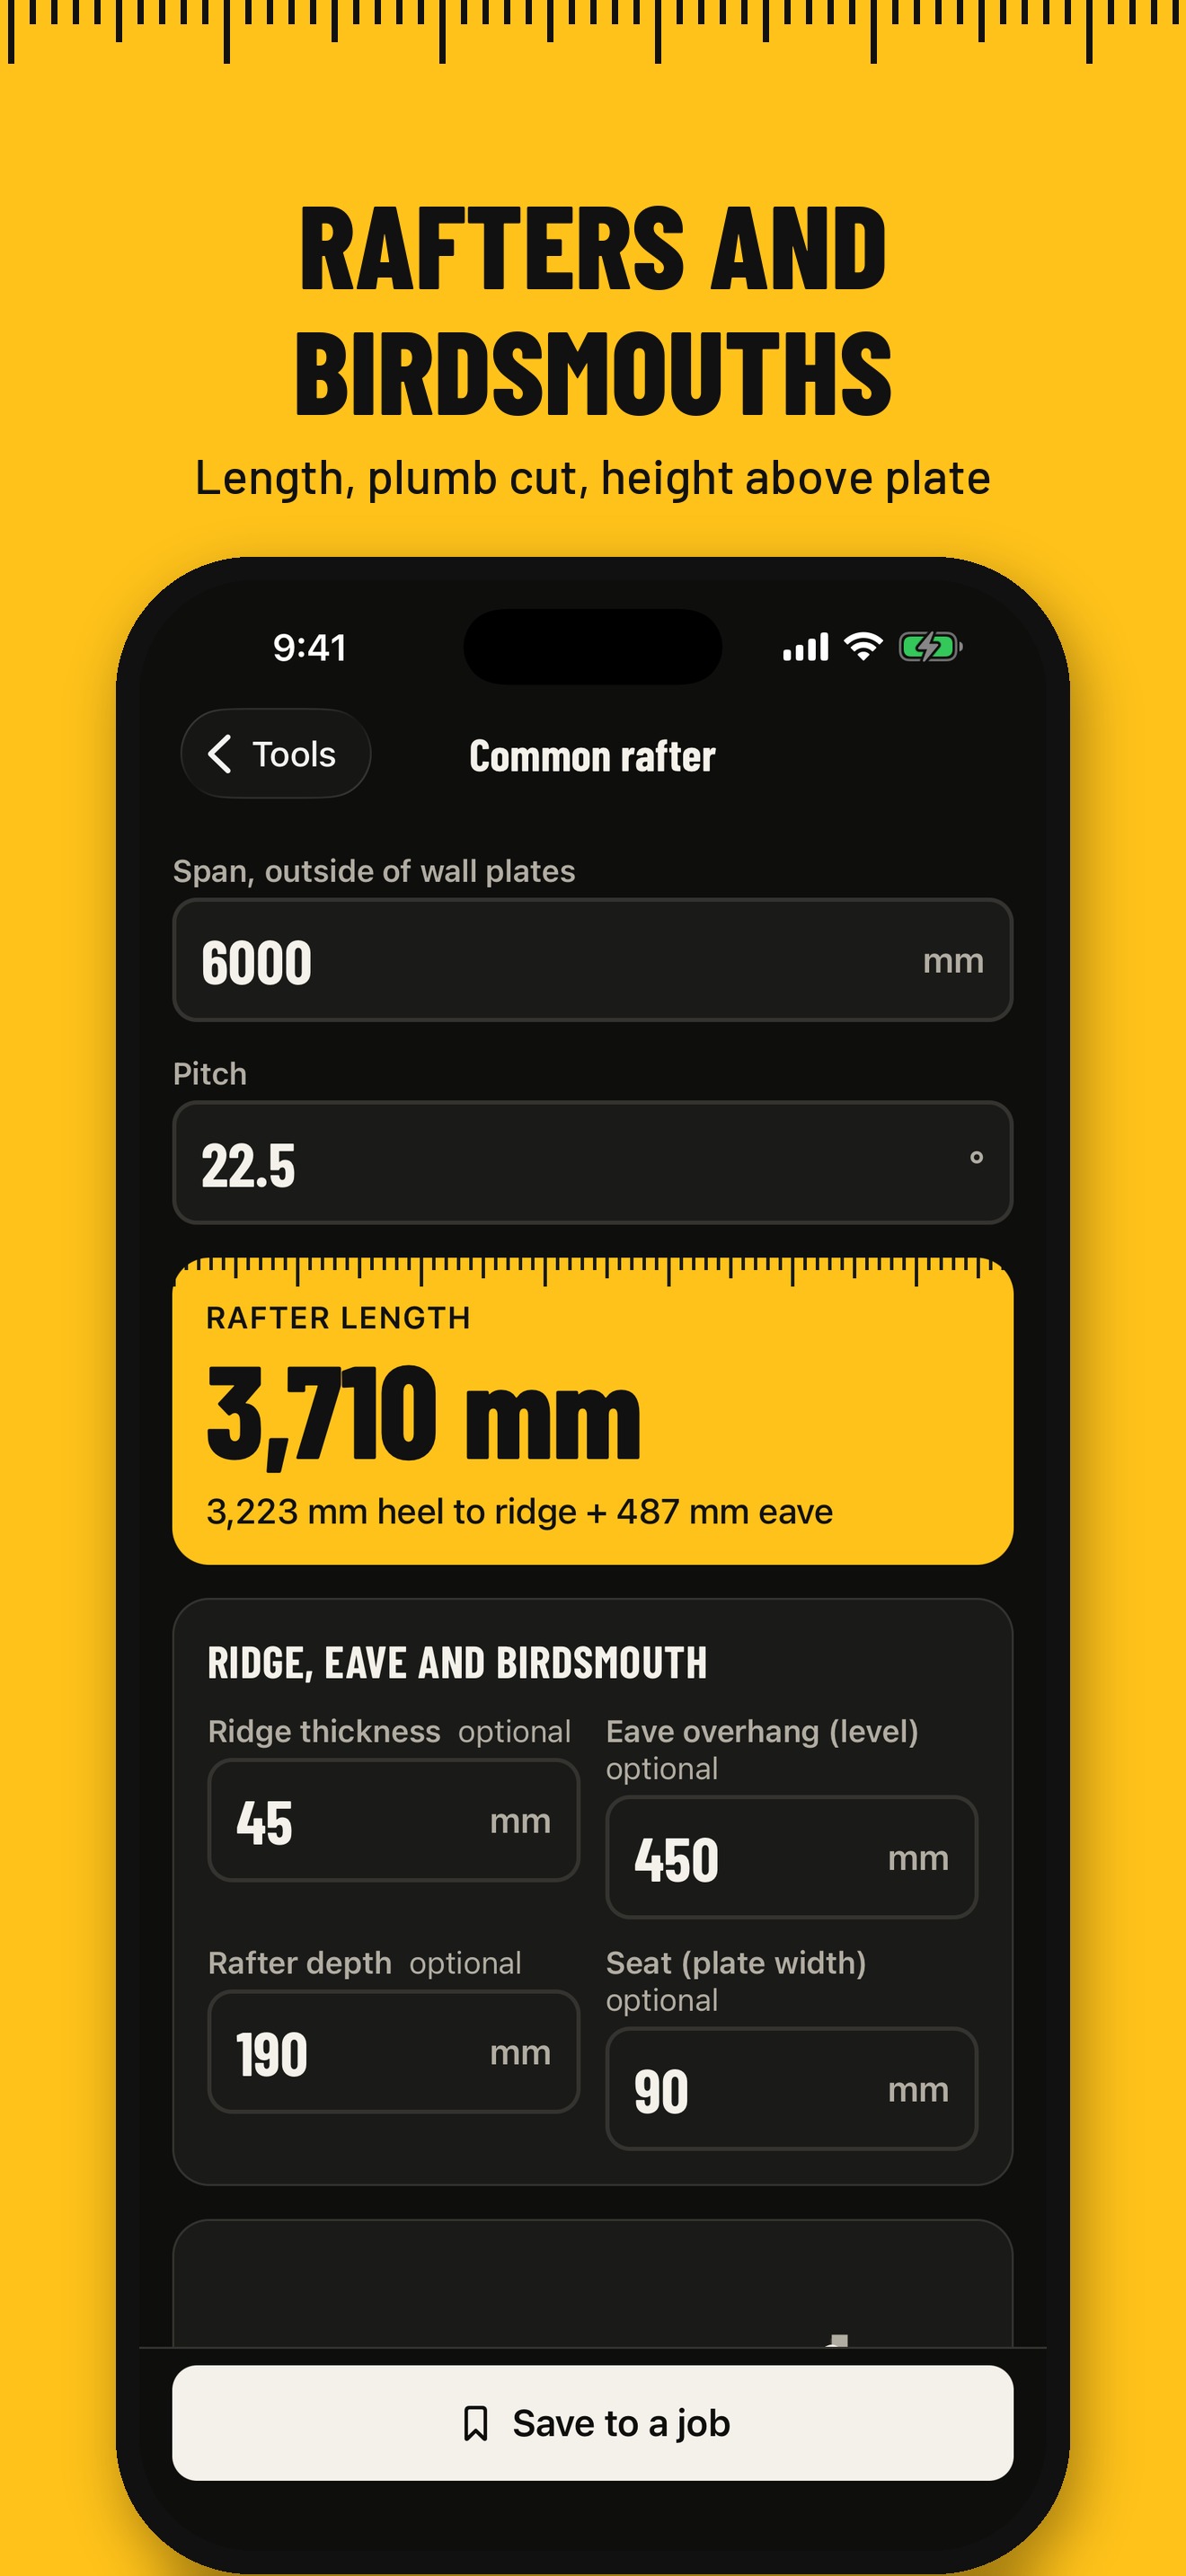 RAFTERS AND
BIRDSMOUTHS
Length, plumb cut, height above plate
9:41
Tools
Common rafter
Span, outside of wall plates
6000 mm
Pitch
22.5 °
RAFTER LENGTH
3,710 mm
3,223 mm heel to ridge + 487 mm eave
RIDGE, EAVE AND BIRDSMOUTH
Ridge thickness optional
45 mm
Eave overhang (level)
optional
450 mm
Rafter depth optional
190 mm
Seat (plate width)
optional
90 mm
Save to a job